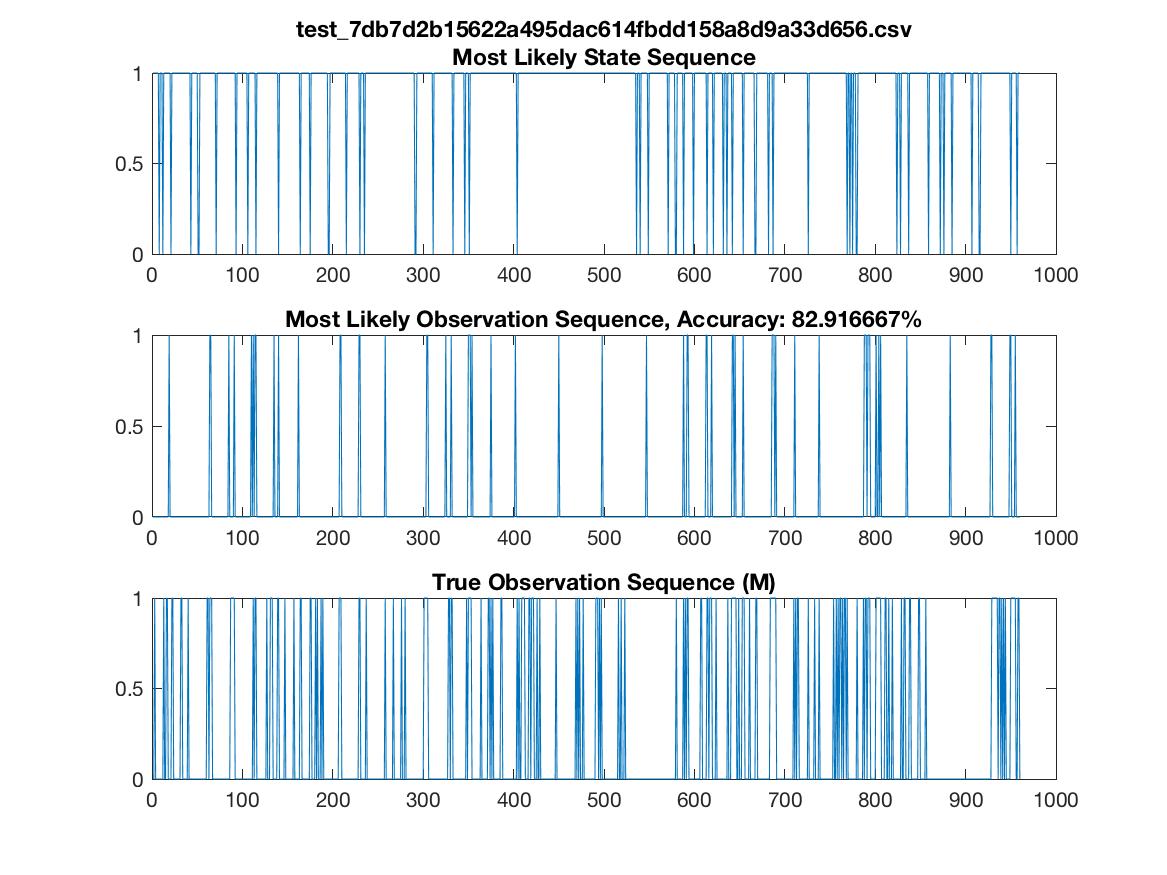 test_7db7d2b15622a495dac614fbdd158a8d9a33d656.csv
Most Likely State Sequence
1
0.5
0
0 100 200 300 400 500 600 700 800 900 1000
Most Likely Observation Sequence, Accuracy: 82.916667%
1
0.5
0
0 100 200 300 400 500 600 700 800 900 1000
True Observation Sequence (M)
1
0.5
0
0 100 200 300 400 500 600 700 800 900 1000